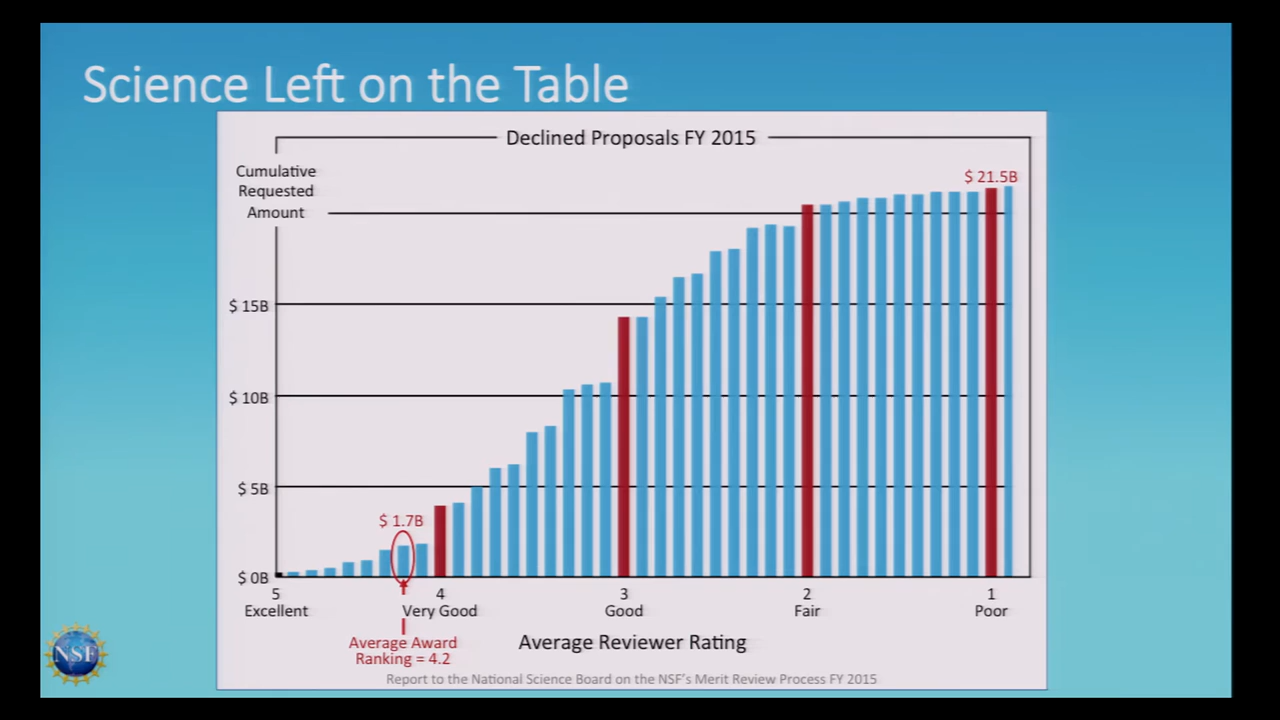 Science Left on the Table
Declined Proposals FY 2015
Cumulative
Requested
Amount
$ 21.5B
$ 15B
$ 10B
$ 5B
$ 1.7B
$ 0B
5 4 3 2 1
Excellent Very Good Good Fair Poor
Average Award
Ranking = 4.2
Average Reviewer Rating
Report to the National Science Board on the NSF's Merit Review Process FY 2015
NSF